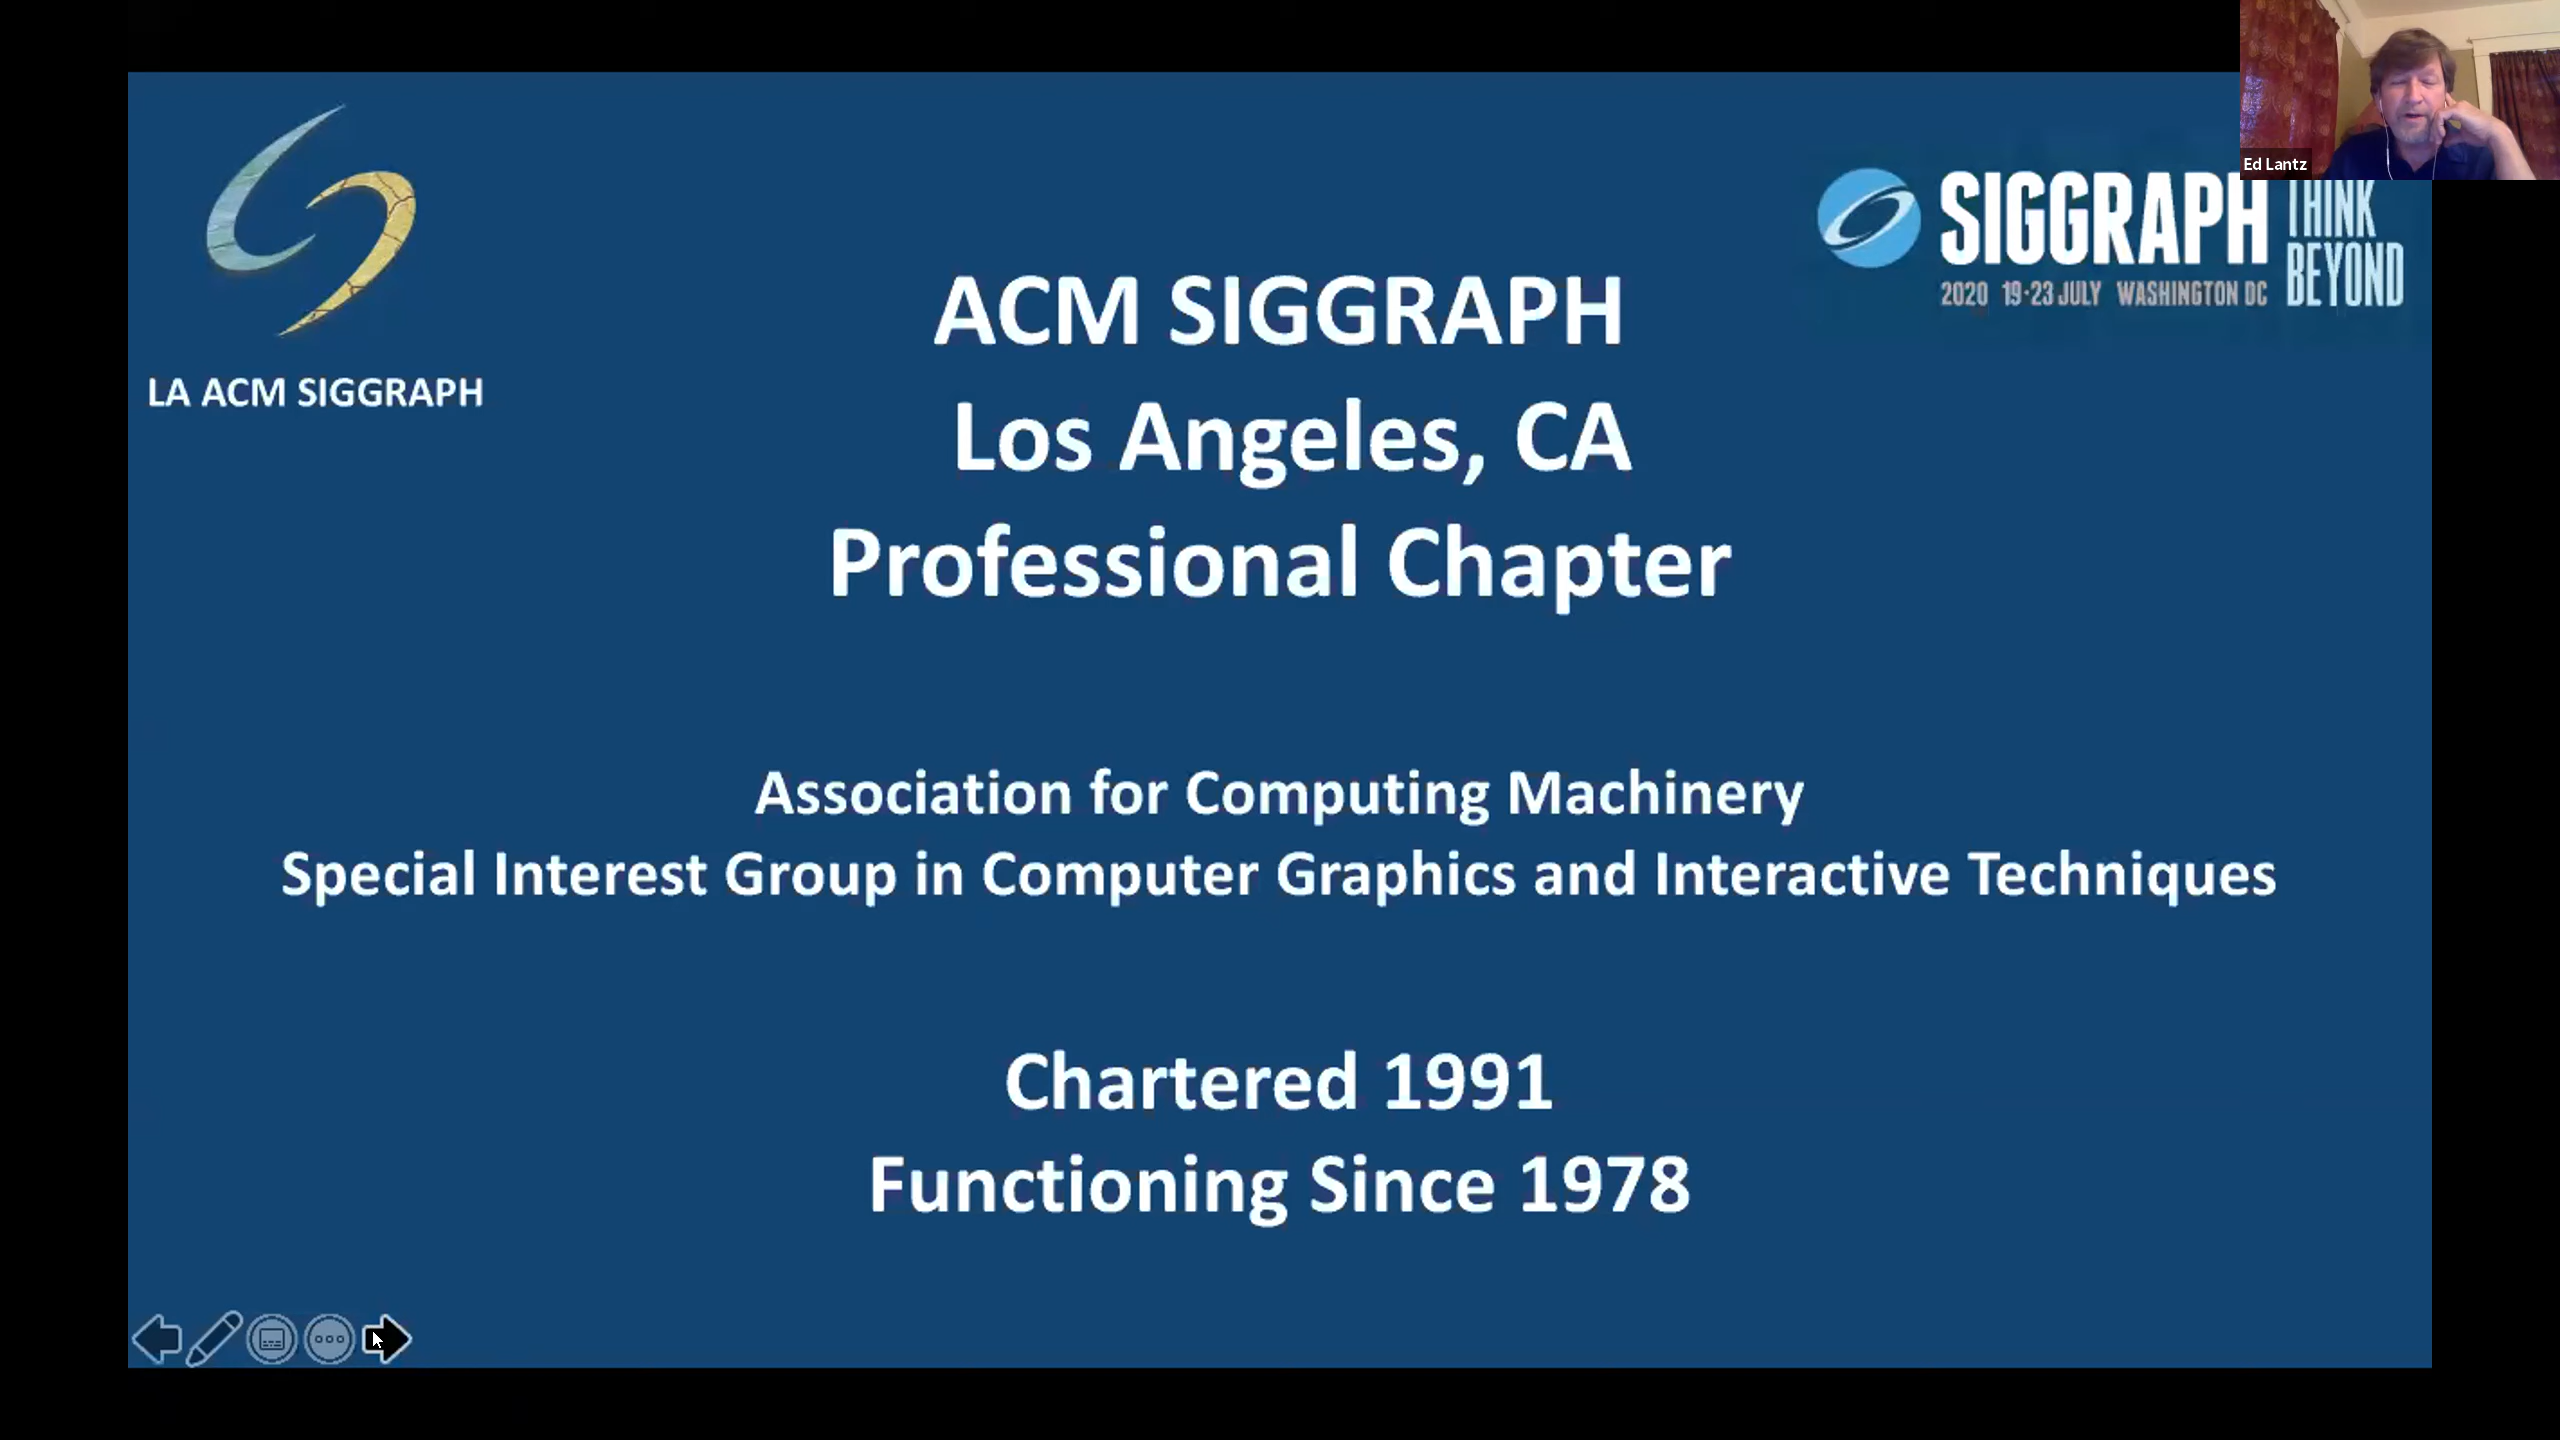 LA ACM SIGGRAPH
SIGGRAPH
2020 19·23 JULY WASHINGTON DC
THINK
BEYOND
Ed Lantz
ACM SIGGRAPH
Los Angeles, CA
Professional Chapter
Association for Computing Machinery
Special Interest Group in Computer Graphics and Interactive Techniques
Chartered 1991
Functioning Since 1978